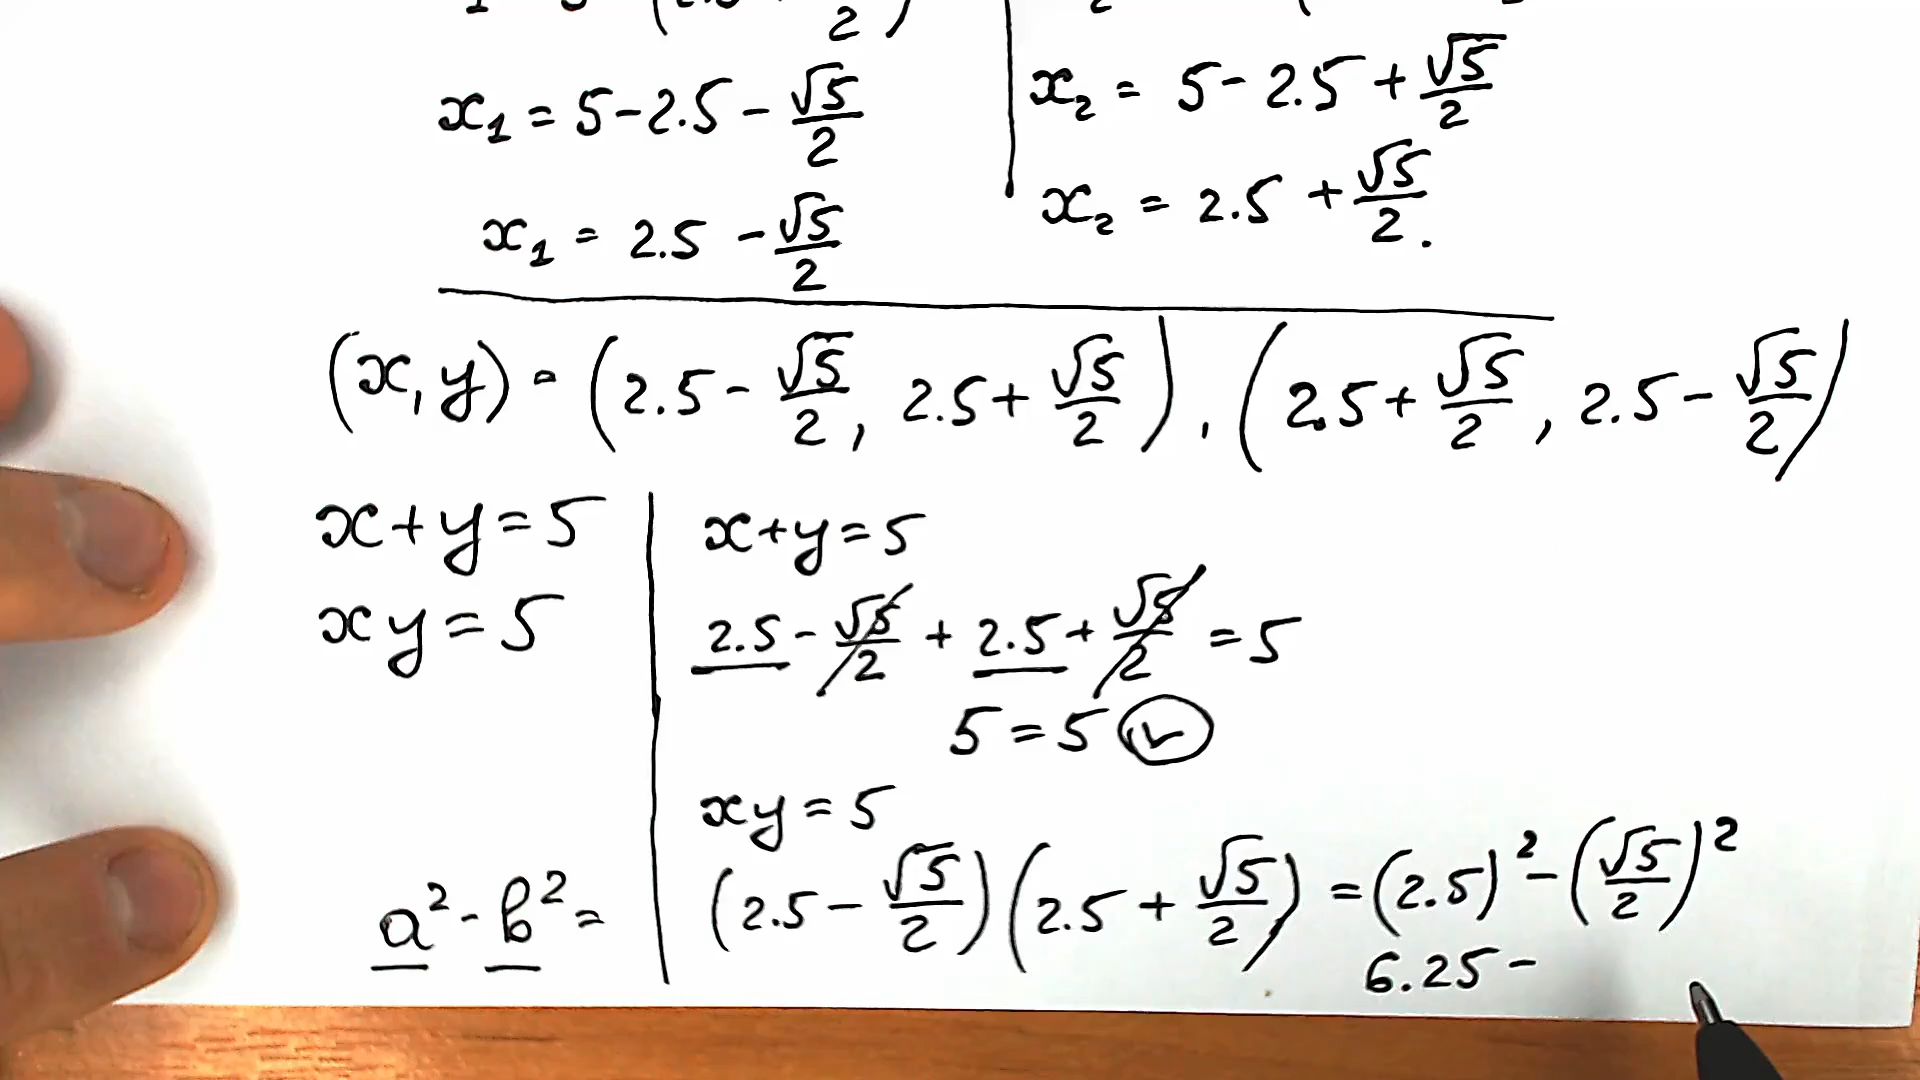 x₁ = 5 - 2.5 - √5/2
x₁ = 2.5 - √5/2
x₂ = 5 - 2.5 + √5/2
x₂ = 2.5 + √5/2.
(x, y) = (2.5 - √5/2, 2.5 + √5/2), (2.5 + √5/2, 2.5 - √5/2)
x + y = 5
xy = 5
a² - b² =
x + y = 5
2.5 - √5/2 + 2.5 + √5/2 = 5
5 = 5 ✓
xy = 5
(2.5 - √5/2)(2.5 + √5/2) = (2.5)² - (√5/2)²
6.25 -